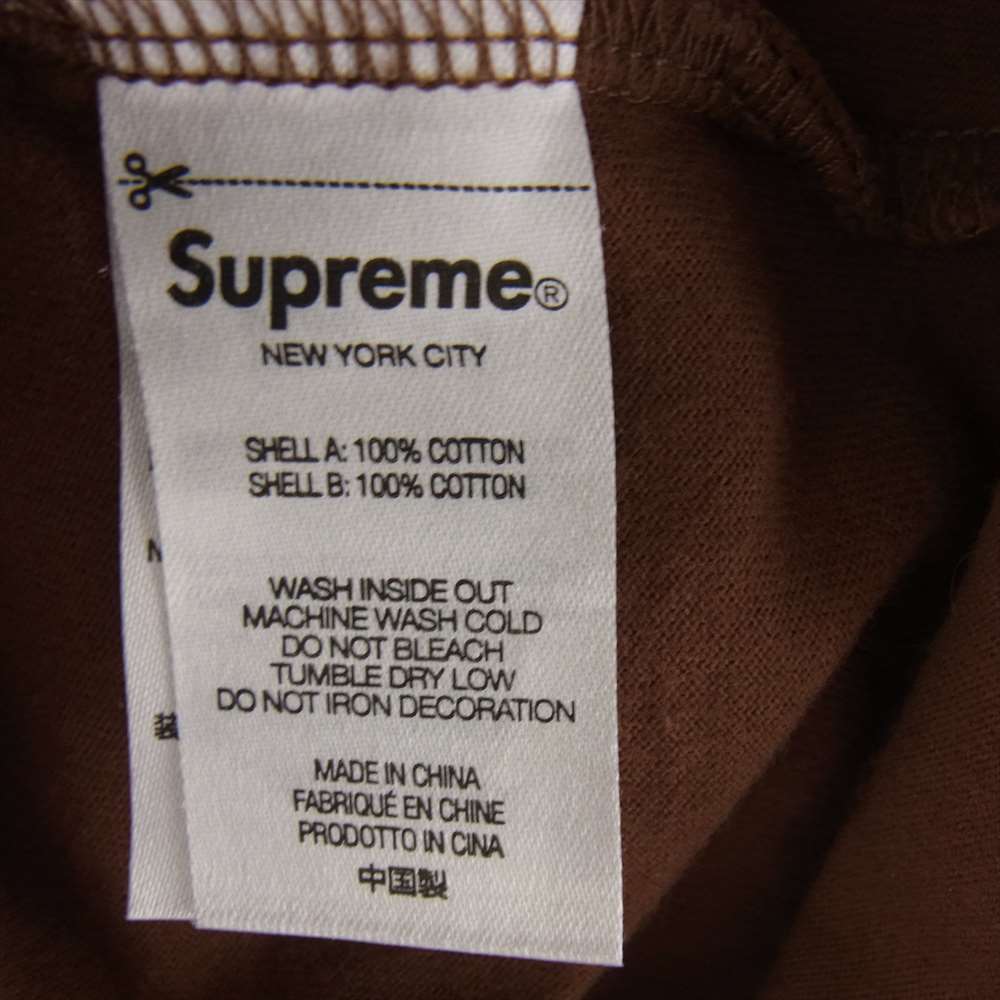 Supreme®
NEW YORK CITY
SHELL A: 100% COTTON
SHELL B: 100% COTTON
WASH INSIDE OUT
MACHINE WASH COLD
DO NOT BLEACH
TUMBLE DRY LOW
DO NOT IRON DECORATION
MADE IN CHINA
FABRIQUÉ EN CHINE
PRODOTTO IN CINA
中国製